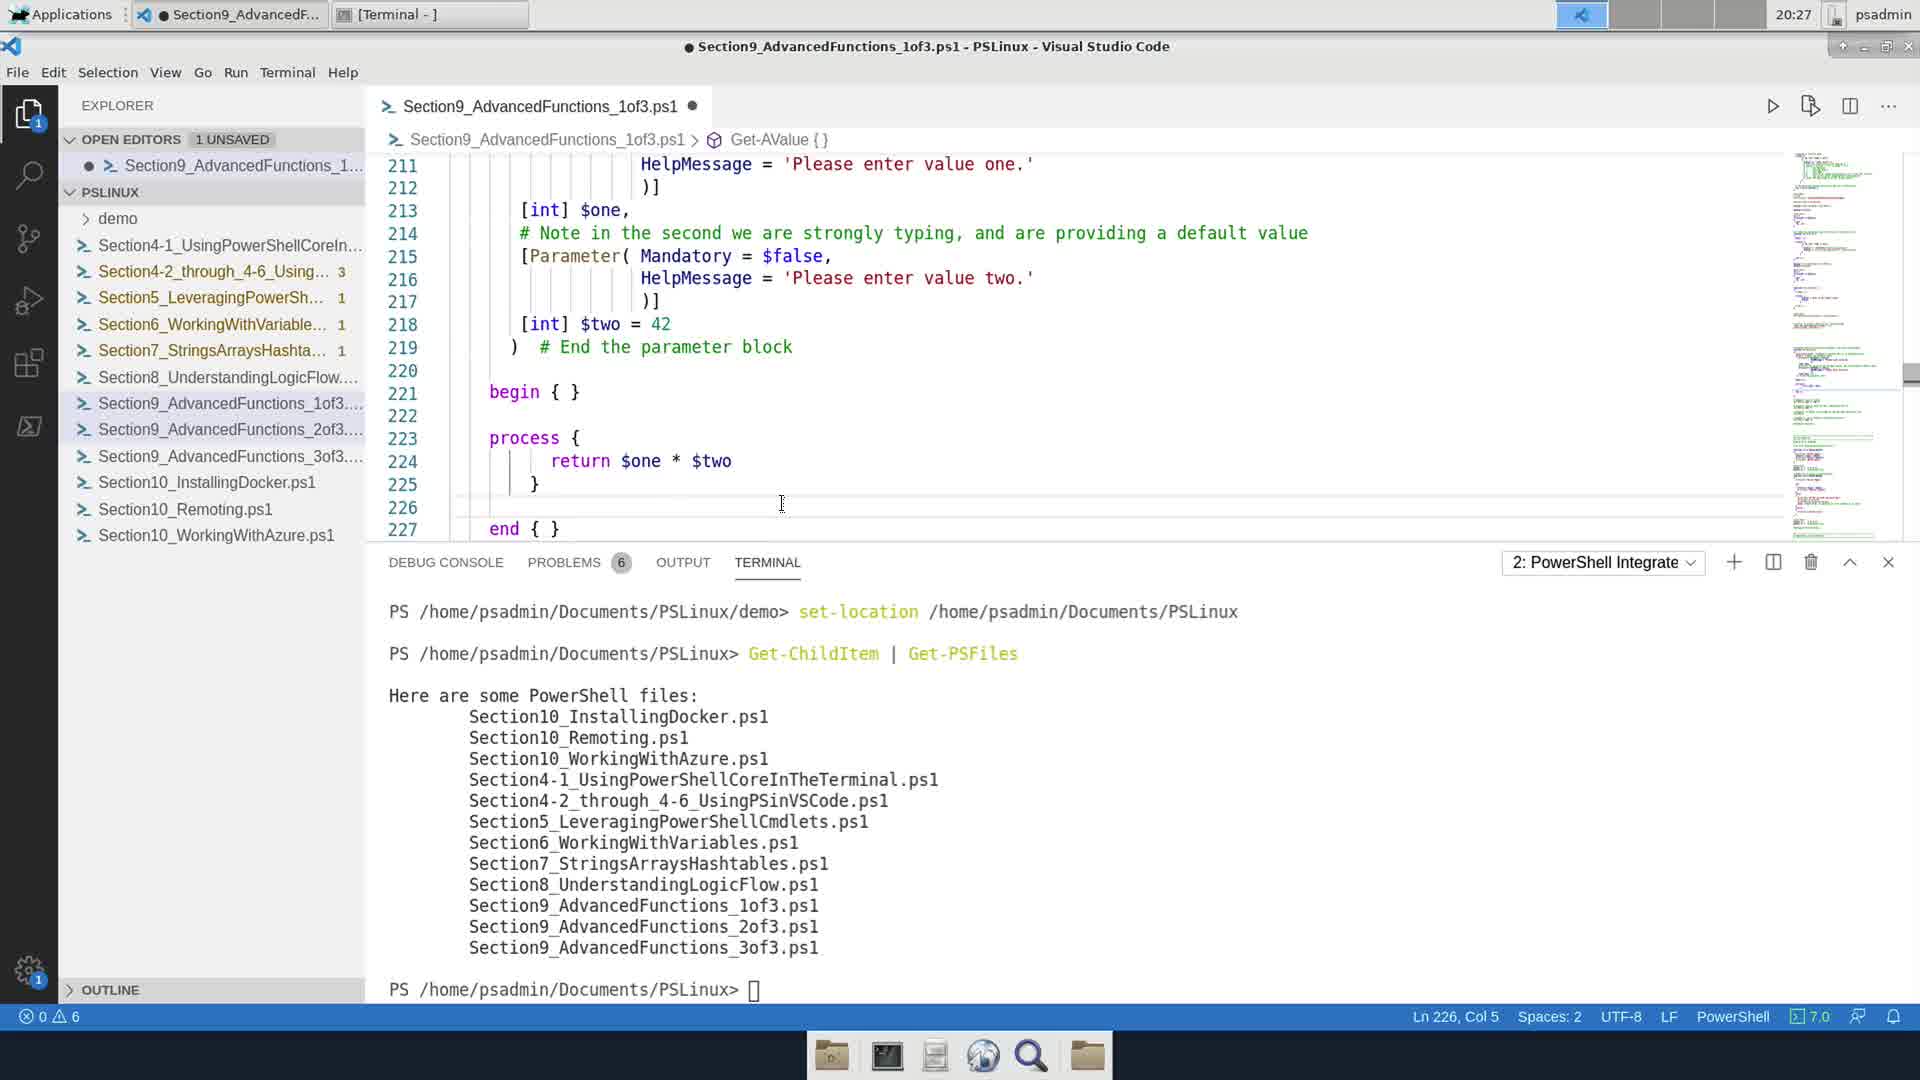 Applications
● Section9_AdvancedF...
[Terminal - ]
20:27
psadmin
● Section9_AdvancedFunctions_1of3.ps1 - PSLinux - Visual Studio Code
File Edit Selection View Go Run Terminal Help
1
EXPLORER
OPEN EDITORS 1 UNSAVED
● Section9_AdvancedFunctions_1...
PSLINUX
demo
Section4-1_UsingPowerShellCoreIn...
Section4-2_through_4-6_Using... 3
Section5_LeveragingPowerSh... 1
Section6_WorkingWithVariable... 1
Section7_StringsArraysHashta... 1
Section8_UnderstandingLogicFlow....
Section9_AdvancedFunctions_1of3....
Section9_AdvancedFunctions_2of3....
Section9_AdvancedFunctions_3of3....
Section10_InstallingDocker.ps1
Section10_Remoting.ps1
Section10_WorkingWithAzure.ps1
OUTLINE
1
Section9_AdvancedFunctions_1of3.ps1 ●
Section9_AdvancedFunctions_1of3.ps1 > Get-AValue { }
211 HelpMessage = 'Please enter value one.'
212 )]
213 [int] $one,
214 # Note in the second we are strongly typing, and are providing a default value
215 [Parameter( Mandatory = $false,
216 HelpMessage = 'Please enter value two.'
217 )]
218 [int] $two = 42
219 ) # End the parameter block
220
221 begin { }
222
223 process {
224 return $one * $two
225 }
226
227 end { }
DEBUG CONSOLE PROBLEMS 6 OUTPUT TERMINAL
2: PowerShell Integrate
PS /home/psadmin/Documents/PSLinux/demo> set-location /home/psadmin/Documents/PSLinux
PS /home/psadmin/Documents/PSLinux> Get-ChildItem | Get-PSFiles
Here are some PowerShell files:
Section10_InstallingDocker.ps1
Section10_Remoting.ps1
Section10_WorkingWithAzure.ps1
Section4-1_UsingPowerShellCoreInTheTerminal.ps1
Section4-2_through_4-6_UsingPSinVSCode.ps1
Section5_LeveragingPowerShellCmdlets.ps1
Section6_WorkingWithVariables.ps1
Section7_StringsArraysHashtables.ps1
Section8_UnderstandingLogicFlow.ps1
Section9_AdvancedFunctions_1of3.ps1
Section9_AdvancedFunctions_2of3.ps1
Section9_AdvancedFunctions_3of3.ps1
PS /home/psadmin/Documents/PSLinux>
0 6
Ln 226, Col 5 Spaces: 2 UTF-8 LF PowerShell 7.0